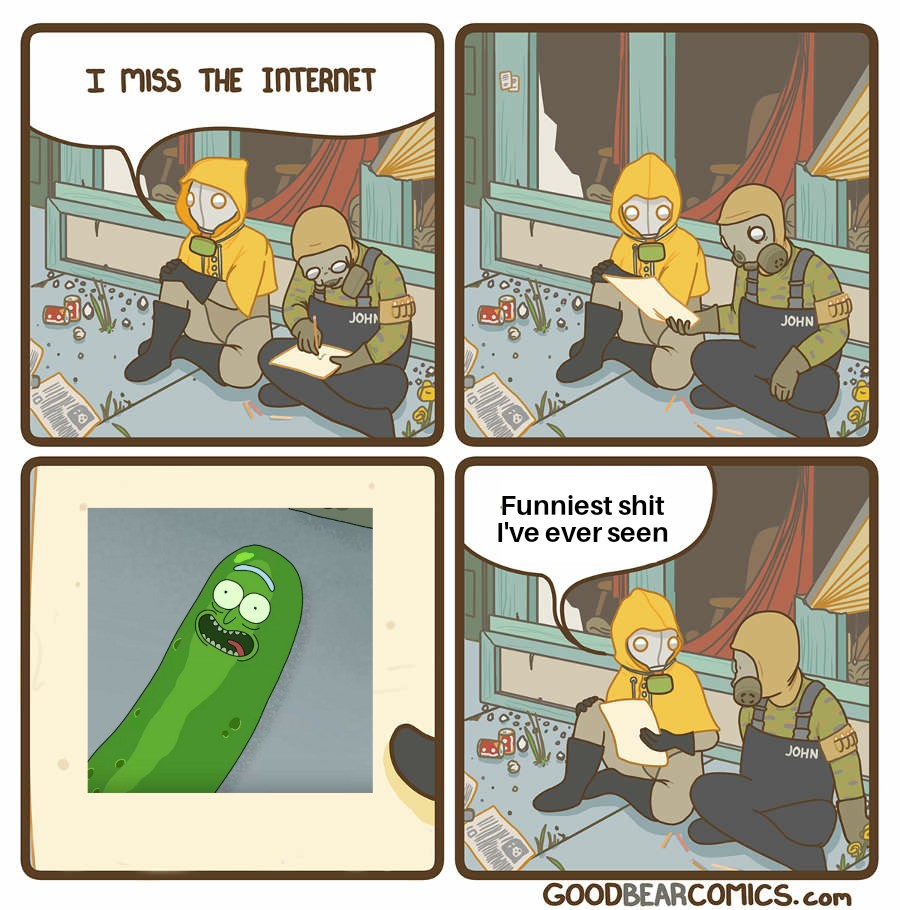 I MISS THE INTERNET
JOHN
JOHN
Funniest shit
I've ever seen
JOHN
GOODBEARCOMICS.com